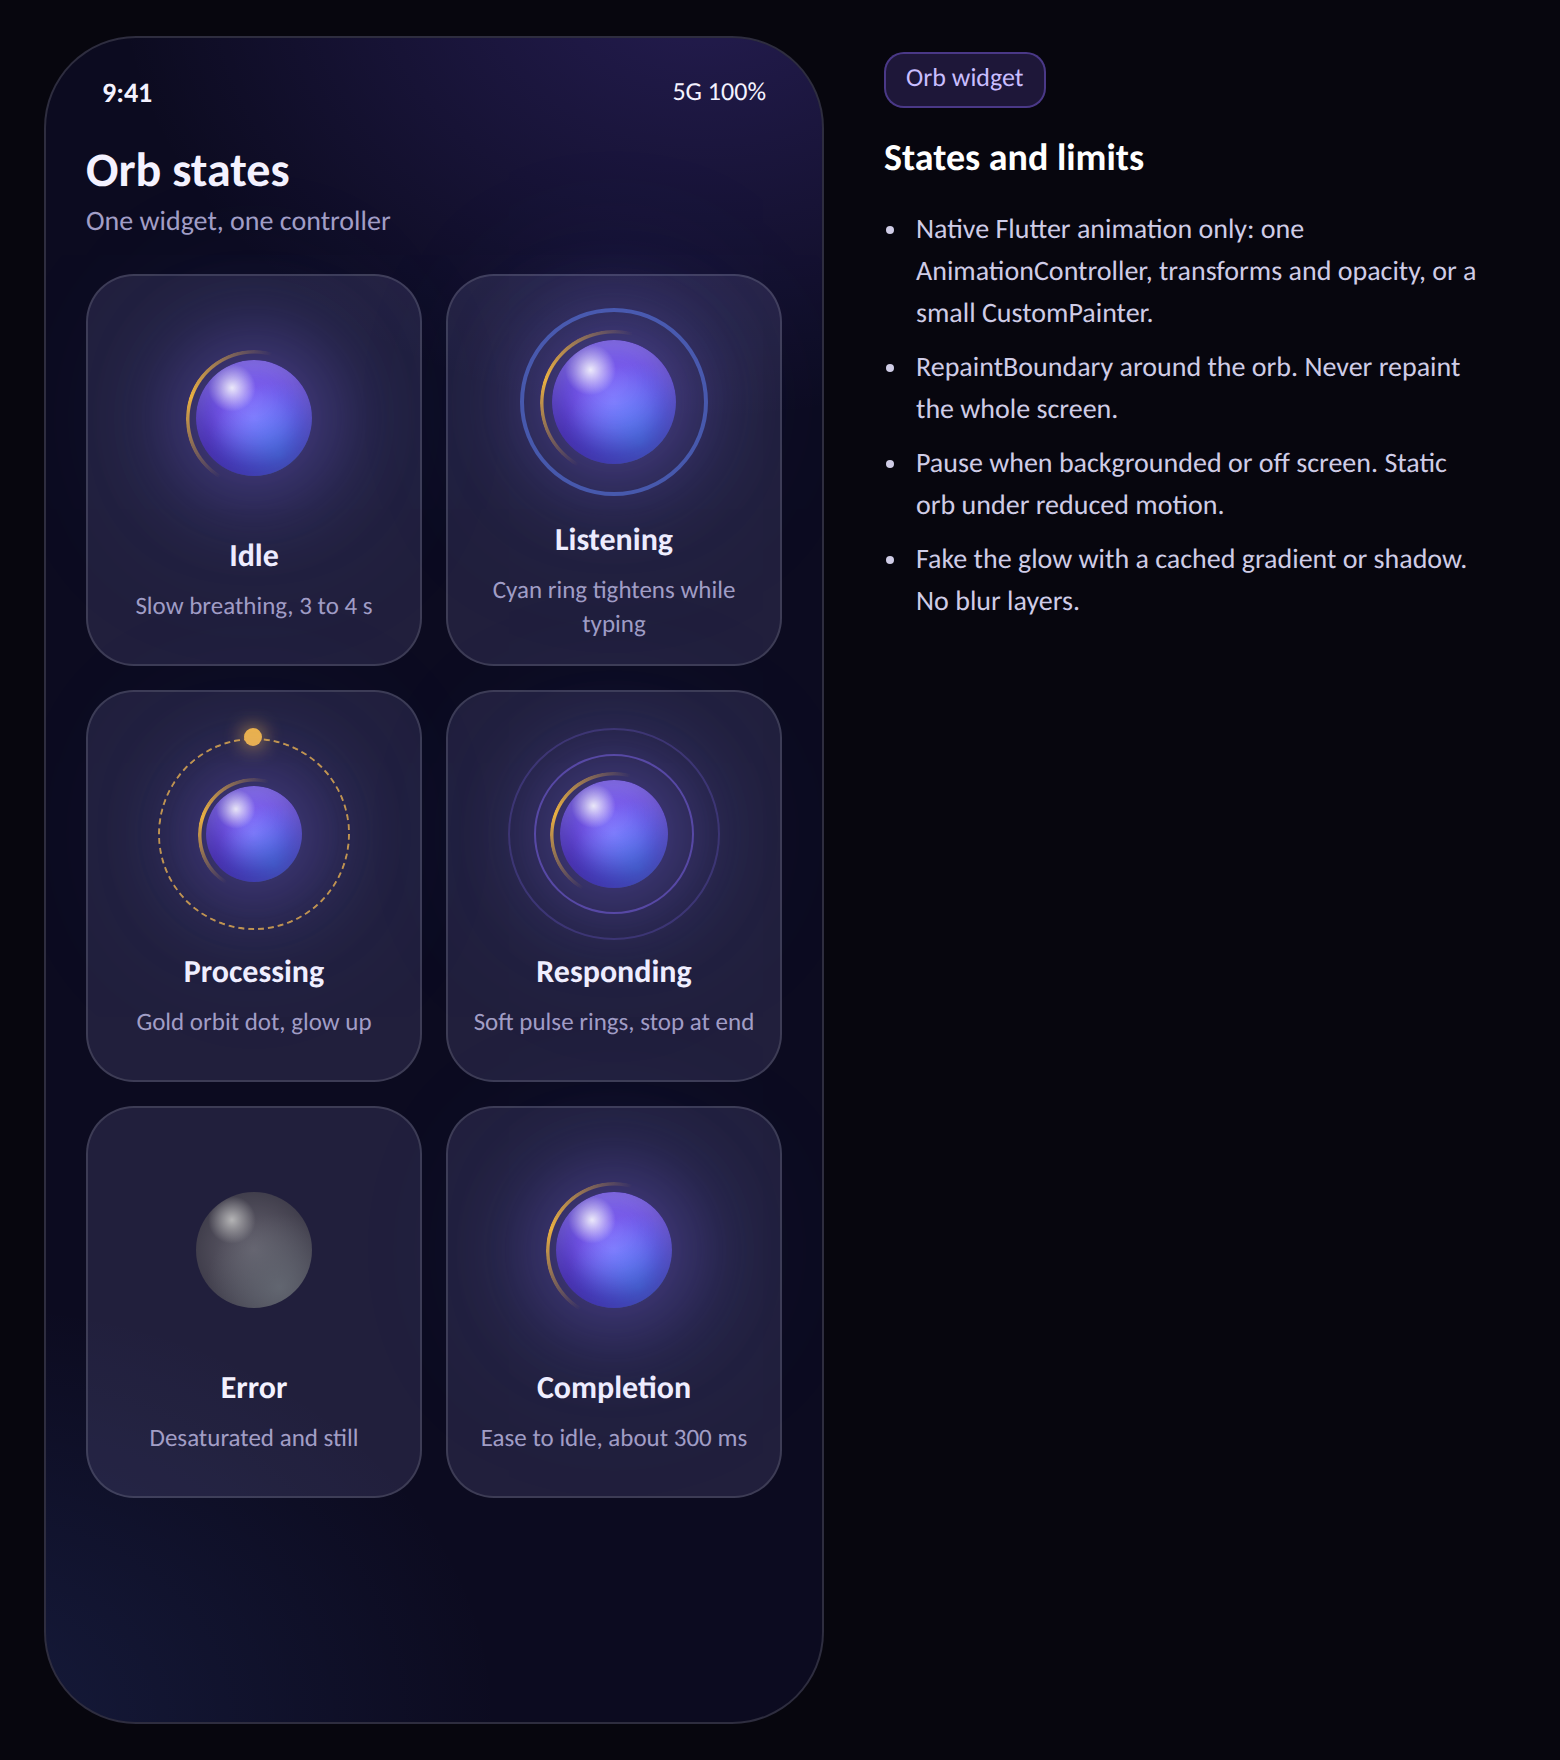 9:41
5G 100%
Orb states
One widget, one controller
Idle
Slow breathing, 3 to 4 s
Listening
Cyan ring tightens while
typing
Processing
Gold orbit dot, glow up
Responding
Soft pulse rings, stop at end
Error
Desaturated and still
Completion
Ease to idle, about 300 ms
Orb widget
States and limits
• Native Flutter animation only: one
AnimationController, transforms and opacity, or a
small CustomPainter.
• RepaintBoundary around the orb. Never repaint
the whole screen.
• Pause when backgrounded or off screen. Static
orb under reduced motion.
• Fake the glow with a cached gradient or shadow.
No blur layers.